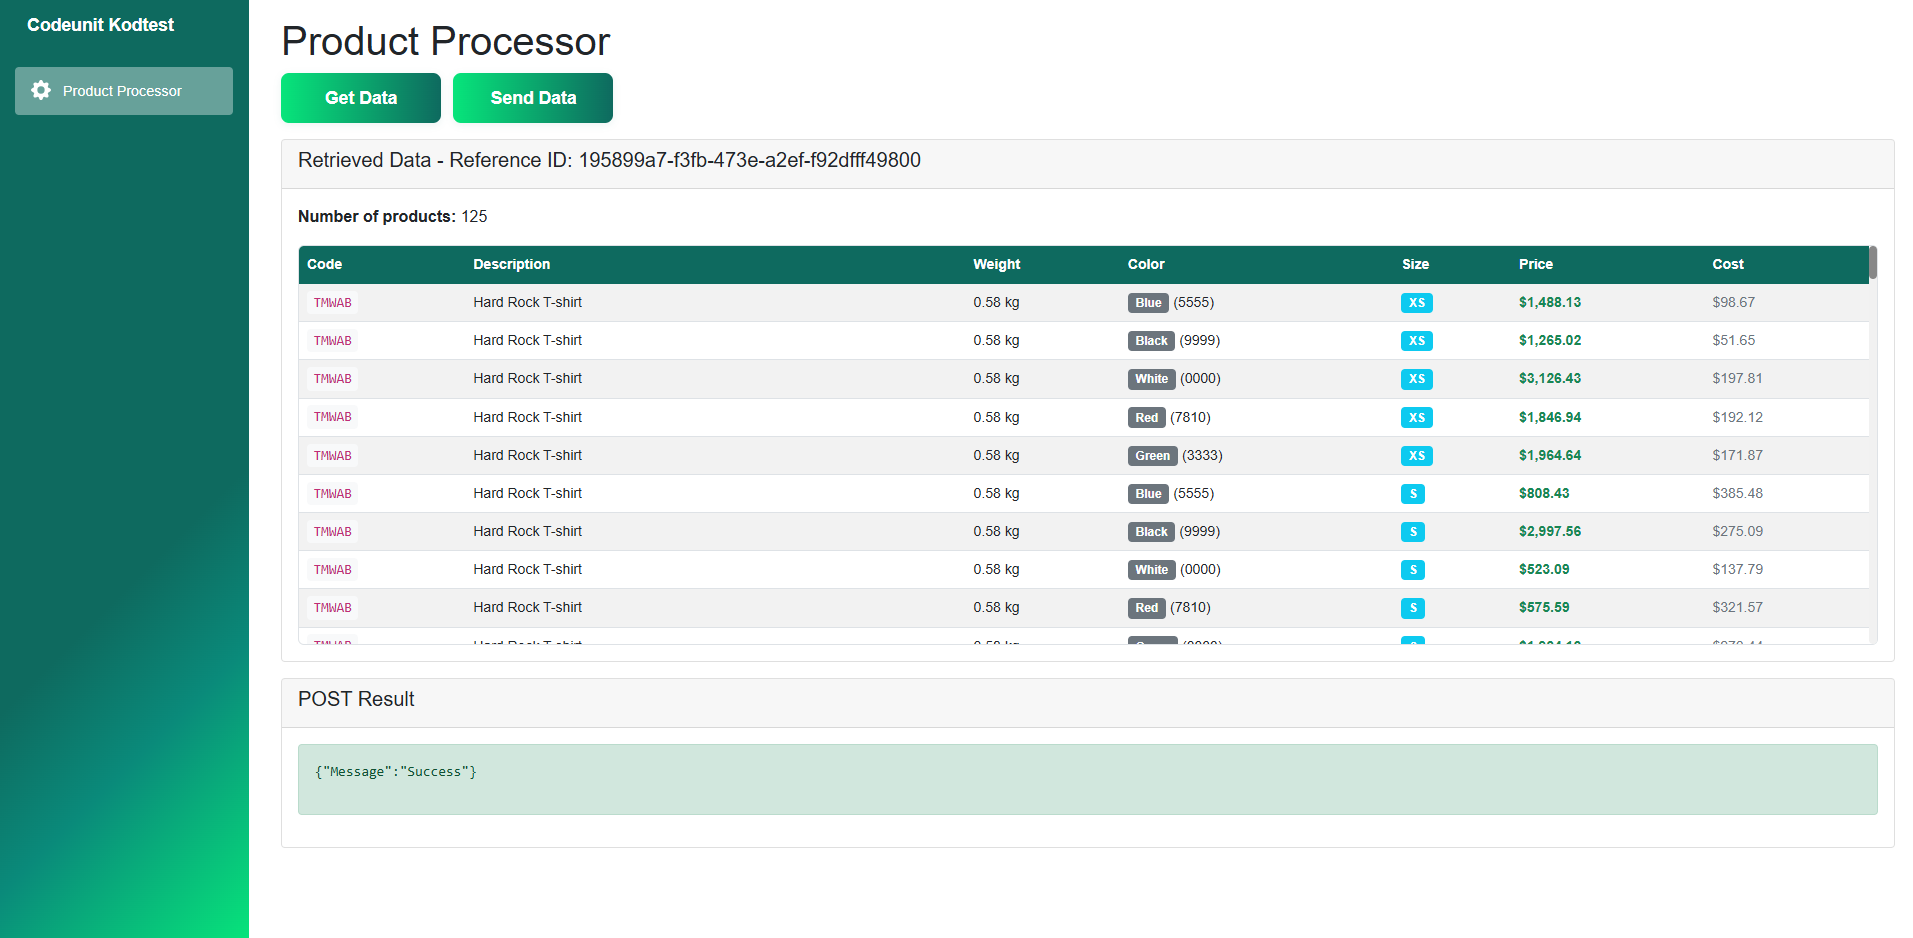 Codeunit Kodtest
Product Processor
Product Processor
Get Data Send Data
Retrieved Data - Reference ID: 195899a7-f3fb-473e-a2ef-f92dfff49800
Number of products: 125
Code Description Weight Color Size Price Cost
TMWAB Hard Rock T-shirt 0.58 kg Blue (5555) XS $1,488.13 $98.67
TMWAB Hard Rock T-shirt 0.58 kg Black (9999) XS $1,265.02 $51.65
TMWAB Hard Rock T-shirt 0.58 kg White (0000) XS $3,126.43 $197.81
TMWAB Hard Rock T-shirt 0.58 kg Red (7810) XS $1,846.94 $192.12
TMWAB Hard Rock T-shirt 0.58 kg Green (3333) XS $1,964.64 $171.87
TMWAB Hard Rock T-shirt 0.58 kg Blue (5555) S $808.43 $385.48
TMWAB Hard Rock T-shirt 0.58 kg Black (9999) S $2,997.56 $275.09
TMWAB Hard Rock T-shirt 0.58 kg White (0000) S $523.09 $137.79
TMWAB Hard Rock T-shirt 0.58 kg Red (7810) S $575.59 $321.57
TMWAB Hard Rock T-shirt 0.58 kg
POST Result
{"Message":"Success"}